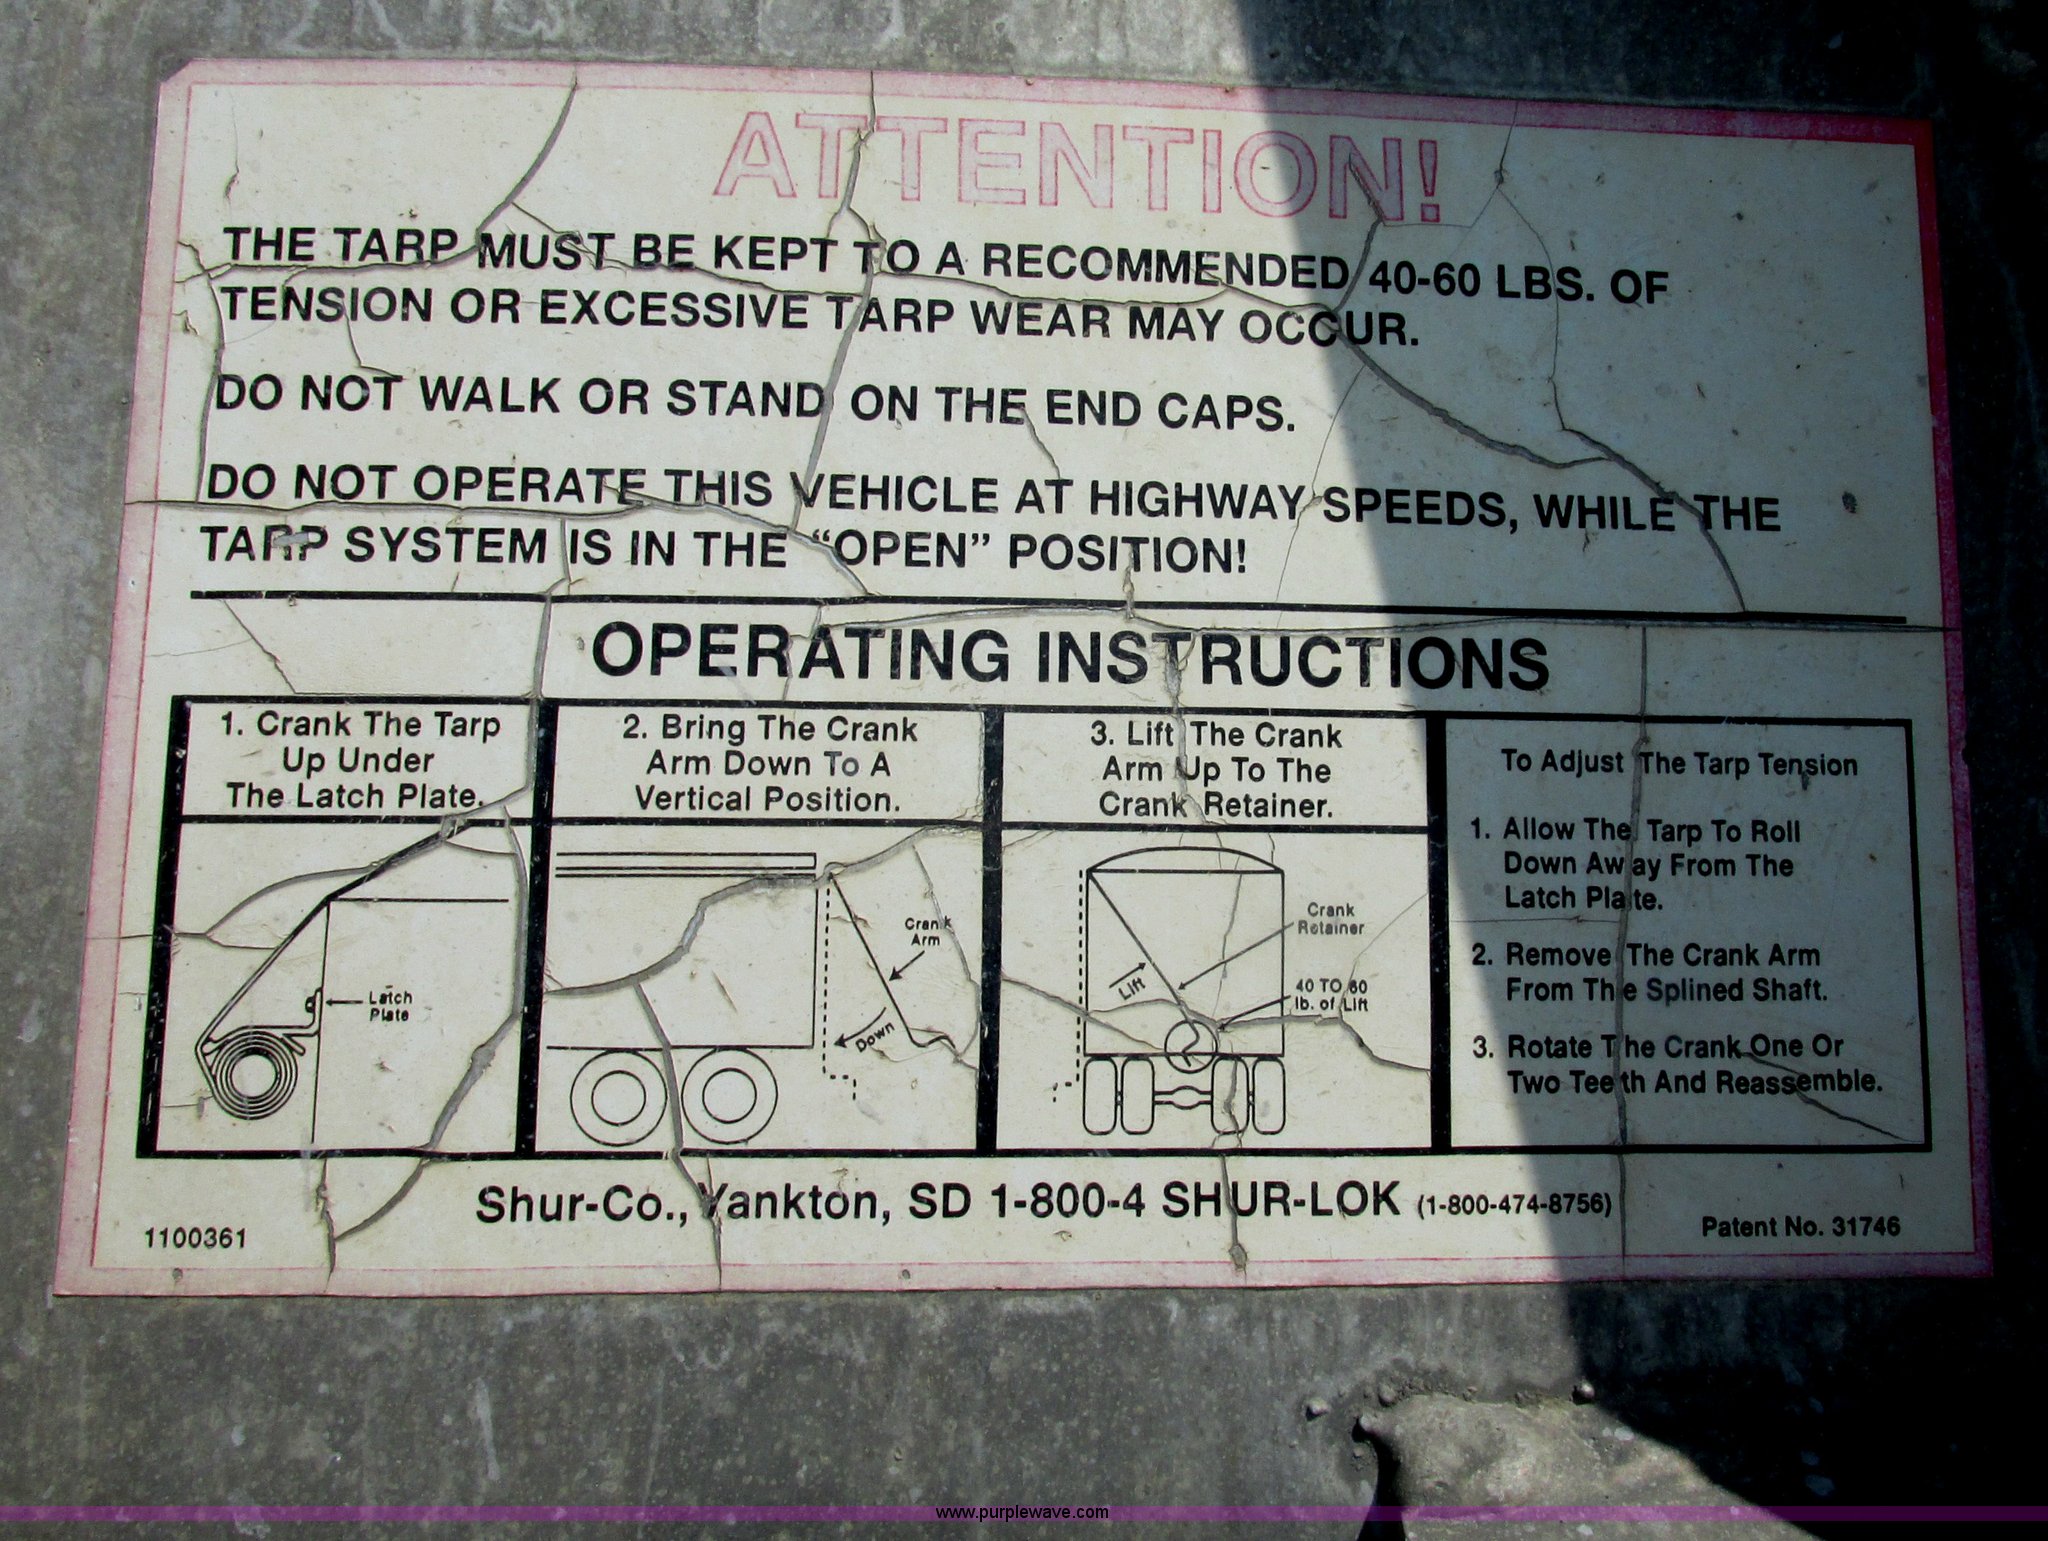 ATTENTION!
THE TARP MUST BE KEPT TO A RECOMMENDED 40-60 LBS. OF
TENSION OR EXCESSIVE TARP WEAR MAY OCCUR.
DO NOT WALK OR STAND ON THE END CAPS.
DO NOT OPERATE THIS VEHICLE AT HIGHWAY SPEEDS, WHILE THE
TARP SYSTEM IS IN THE “OPEN” POSITION!
OPERATING INSTRUCTIONS
1. Crank The Tarp
Up Under
The Latch Plate.
Latch
Plate
2. Bring The Crank
Arm Down To A
Vertical Position.
Crank
Arm
Down
3. Lift The Crank
Arm Up To The
Crank Retainer.
Crank
Retainer
Lift
40 TO 60
lb. of Lift
To Adjust The Tarp Tension
1. Allow The Tarp To Roll
Down Away From The
Latch Plate.
2. Remove The Crank Arm
From The Splined Shaft.
3. Rotate The Crank One Or
Two Teeth And Reassemble.
Shur-Co., Yankton, SD 1-800-4 SHUR-LOK (1-800-474-8756)
1100361
Patent No. 31746
www.purplewave.com